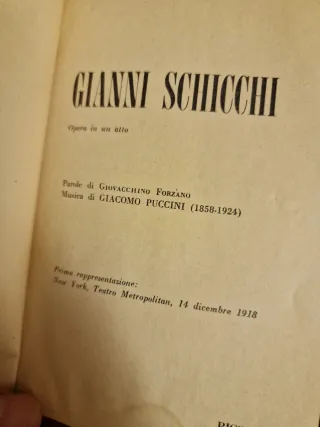 GIANNI SCHICCHI
Opera in un atto
Parole di GIOVACCHINO FORZANO
Musica di GIACOMO PUCCINI (1858-1924)
Prima rappresentazione:
New York, Teatro Metropolitan, 14 dicembre 1918